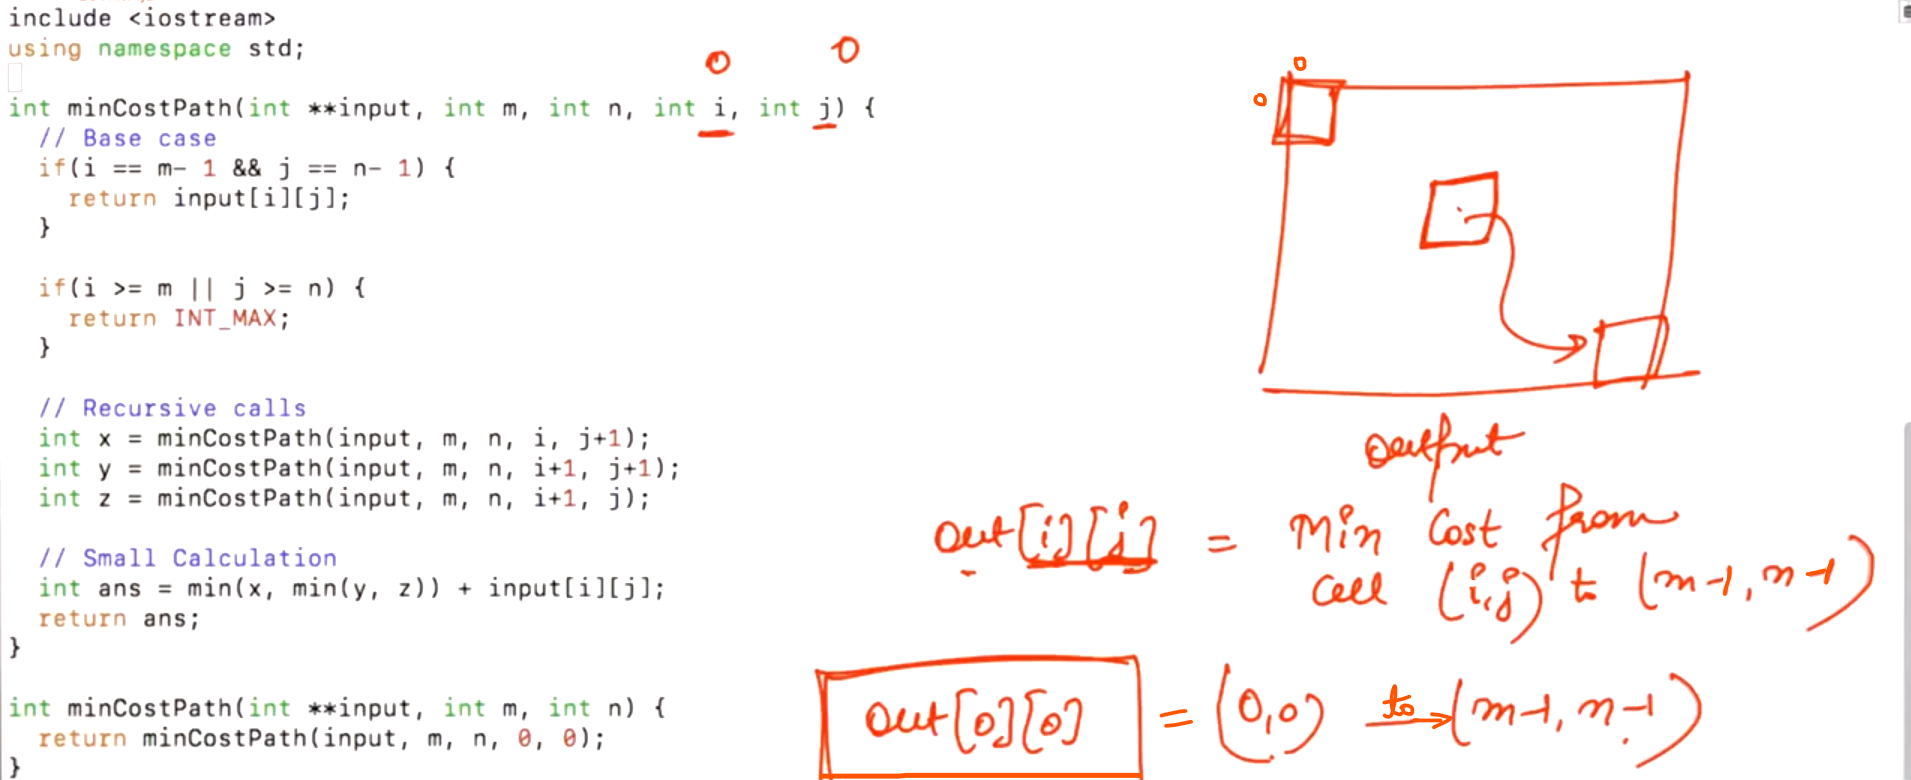 include <iostream>
using namespace std;
0 0
int minCostPath(int **input, int m, int n, int i, int j) {
// Base case
if(i == m- 1 && j == n- 1) {
return input[i][j];
}
if(i >= m || j >= n) {
return INT_MAX;
}
// Recursive calls
int x = minCostPath(input, m, n, i, j+1);
int y = minCostPath(input, m, n, i+1, j+1);
int z = minCostPath(input, m, n, i+1, j);
// Small Calculation
int ans = min(x, min(y, z)) + input[i][j];
return ans;
}
int minCostPath(int **input, int m, int n) {
return minCostPath(input, m, n, 0, 0);
}
0
0
output
out[i][j] = Min Cost from
cell (i,j) to (m-1, n-1)
out[0][0] = (0,0) to (m-1, n-1)